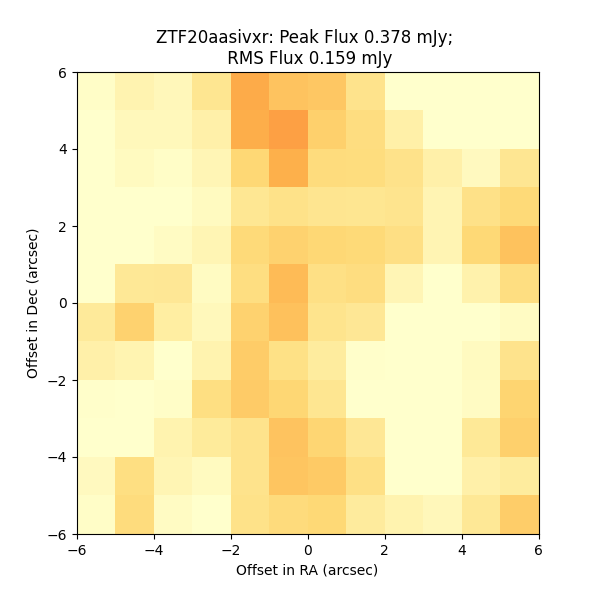 ZTF20aasivxr: Peak Flux 0.378 mJy;
RMS Flux 0.159 mJy
6
4
2
0
−2
−4
−6
Offset in Dec (arcsec)
−6 −4 −2 0 2 4 6
Offset in RA (arcsec)